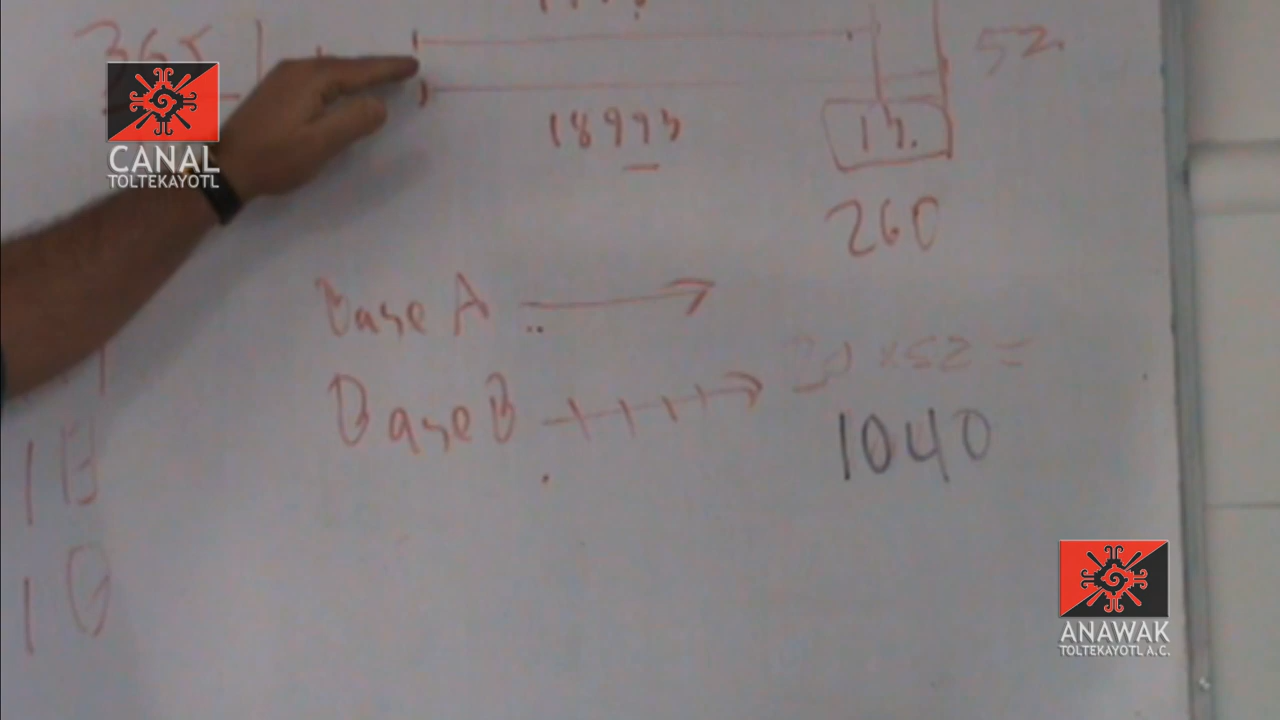 365
52.
CANAL
TOLTEKAYOTL
18993
13.
260
Base A
20 x 52 =
Base B
1040
ANAWAK
TOLTEKAYOTL A.C.